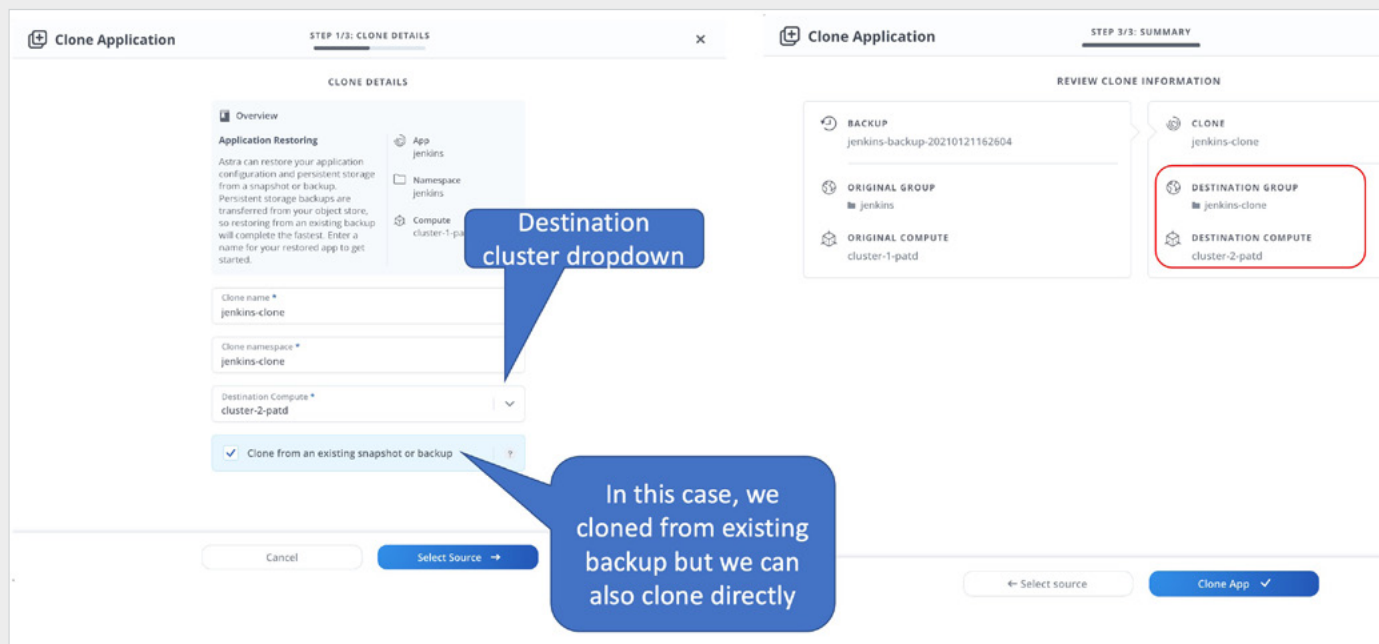 Clone Application
STEP 1/3: CLONE DETAILS
CLONE DETAILS
Overview
Application Restoring
Astra can restore your application
configuration and persistent storage
from a snapshot or backup.
Persistent storage backups are
transferred from your object store,
so restoring from an existing backup
will complete the fastest. Enter a
name for your restored app to get
started.
App
jenkins
Namespace
jenkins
Compute
Destination
cluster dropdown
Clone name *
jenkins-clone
Clone namespace *
jenkins-clone
Destination Compute *
cluster-2-patd
Clone from an existing snapshot or backup
?
In this case, we
cloned from existing
backup but we can
also clone directly
Cancel
Select Source →
Clone Application
STEP 3/3: SUMMARY
REVIEW CLONE INFORMATION
BACKUP
jenkins-backup-20210121162604
ORIGINAL GROUP
jenkins
ORIGINAL COMPUTE
cluster-1-patd
CLONE
jenkins-clone
DESTINATION GROUP
jenkins-clone
DESTINATION COMPUTE
cluster-2-patd
← Select source
Clone App ✓